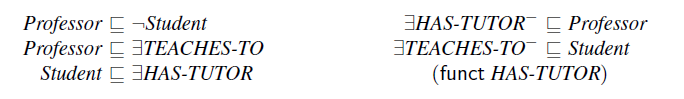 Professor ⊑ ¬Student
Professor ⊑ ∃TEACHES-TO
Student ⊑ ∃HAS-TUTOR
∃HAS-TUTOR⁻ ⊑ Professor
∃TEACHES-TO⁻ ⊑ Student
(funct HAS-TUTOR)